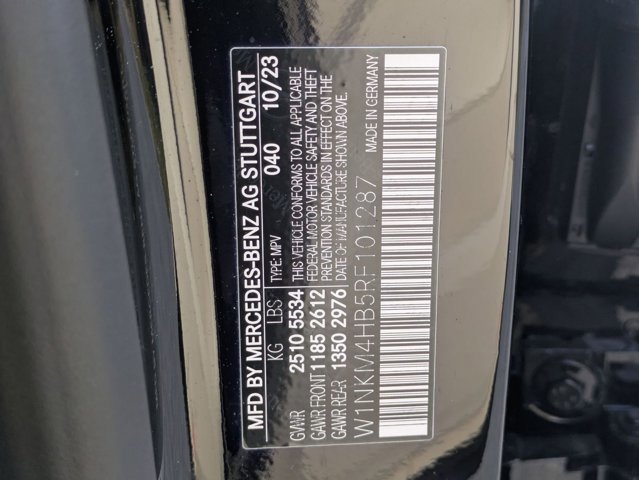 MFD BY MERCEDES-BENZ AG STUTTGART
KG LBS TYPE: MPV 040 10/23
GVWR 2510 5534 THIS VEHICLE CONFORMS TO ALL APPLICABLE
GAWR FRONT 1185 2612 FEDERAL MOTOR VEHICLE SAFETY AND THEFT
PREVENTION STANDARDS IN EFFECT ON THE
GAWR REAR 1350 2976 DATE OF MANUFACTURE SHOWN ABOVE.
W1NKM4HB5RF101287 MADE IN GERMANY